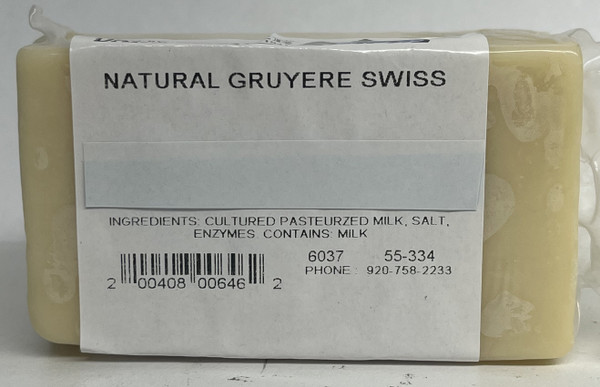 NATURAL GRUYERE SWISS
INGREDIENTS: CULTURED PASTEURZED MILK, SALT,
ENZYMES. CONTAINS: MILK
6037 55-334
PHONE: 920-758-2233
2 00408 00646 2